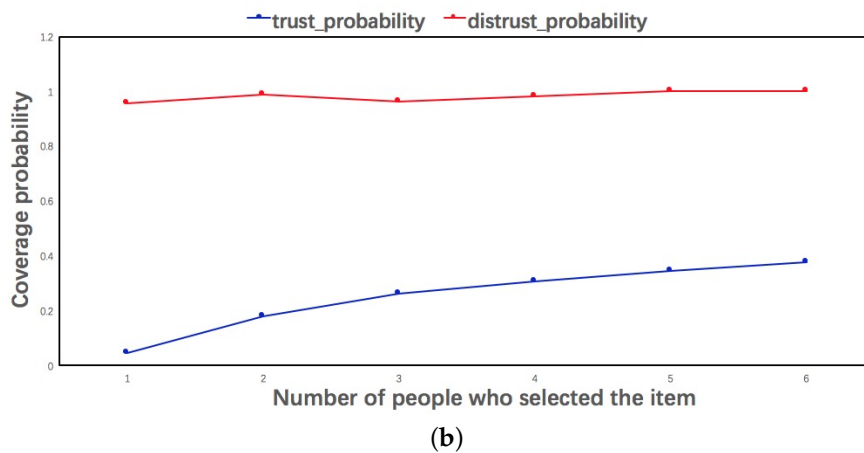 trust_probability distrust_probability
1.2
1
0.8
0.6
0.4
0.2
0
Coverage probability
1 2 3 4 5 6
Number of people who selected the item
(b)